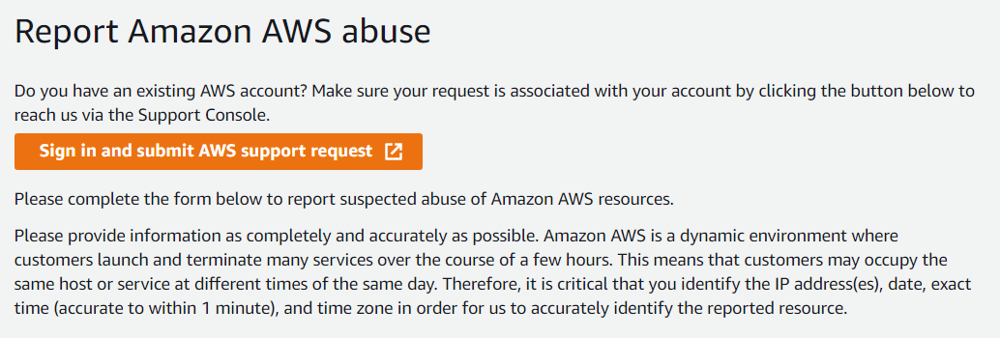 Report Amazon AWS abuse
Do you have an existing AWS account? Make sure your request is associated with your account by clicking the button below to
reach us via the Support Console.
Sign in and submit AWS support request
Please complete the form below to report suspected abuse of Amazon AWS resources.
Please provide information as completely and accurately as possible. Amazon AWS is a dynamic environment where
customers launch and terminate many services over the course of a few hours. This means that customers may occupy the
same host or service at different times of the same day. Therefore, it is critical that you identify the IP address(es), date, exact
time (accurate to within 1 minute), and time zone in order for us to accurately identify the reported resource.